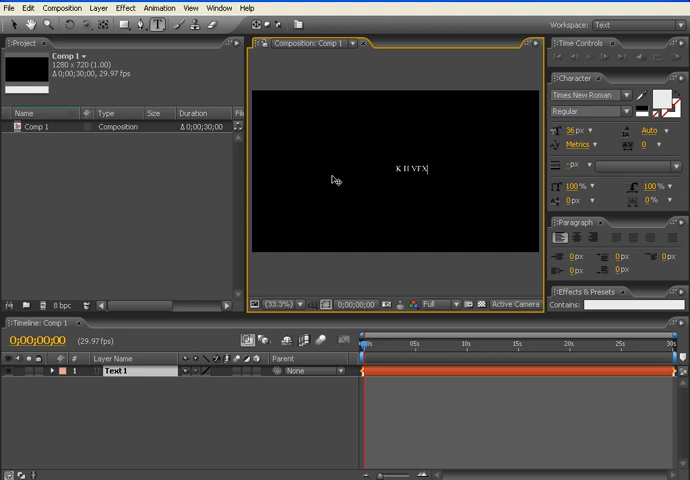 File Edit Composition Layer Effect Animation View Window Help
Workspace: Text
Project
Comp 1
1280 x 720 (1.00)
Δ 0;00;30;00, 29.97 fps
Name Type Size Duration
Comp 1 Composition Δ 0;00;30;00
8 bpc
Composition: Comp 1
K H VFX
(33.3%) 0;00;00;00 Full Active Camera
Time Controls
Character
Times New Roman
Regular
36 px Auto
Metrics 0
- px
100 % 100 %
0 px 0 %
Paragraph
0 px 0 px 0 px
0 px 0 px
Effects & Presets
Contains:
Timeline: Comp 1
0;00;00;00 (29.97 fps)
# Layer Name Parent
1 Text 1 None
05s 10s 15s 20s 25s 30s